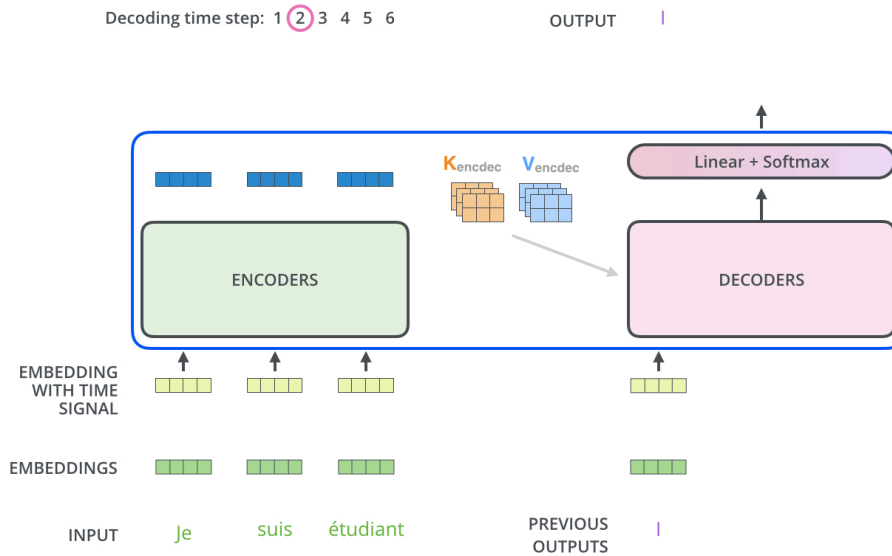 Decoding time step: 1 2 3 4 5 6
OUTPUT I
Kencdec Vencdec
Linear + Softmax
ENCODERS
DECODERS
EMBEDDING
WITH TIME
SIGNAL
EMBEDDINGS
INPUT Je suis étudiant
PREVIOUS
OUTPUTS
I